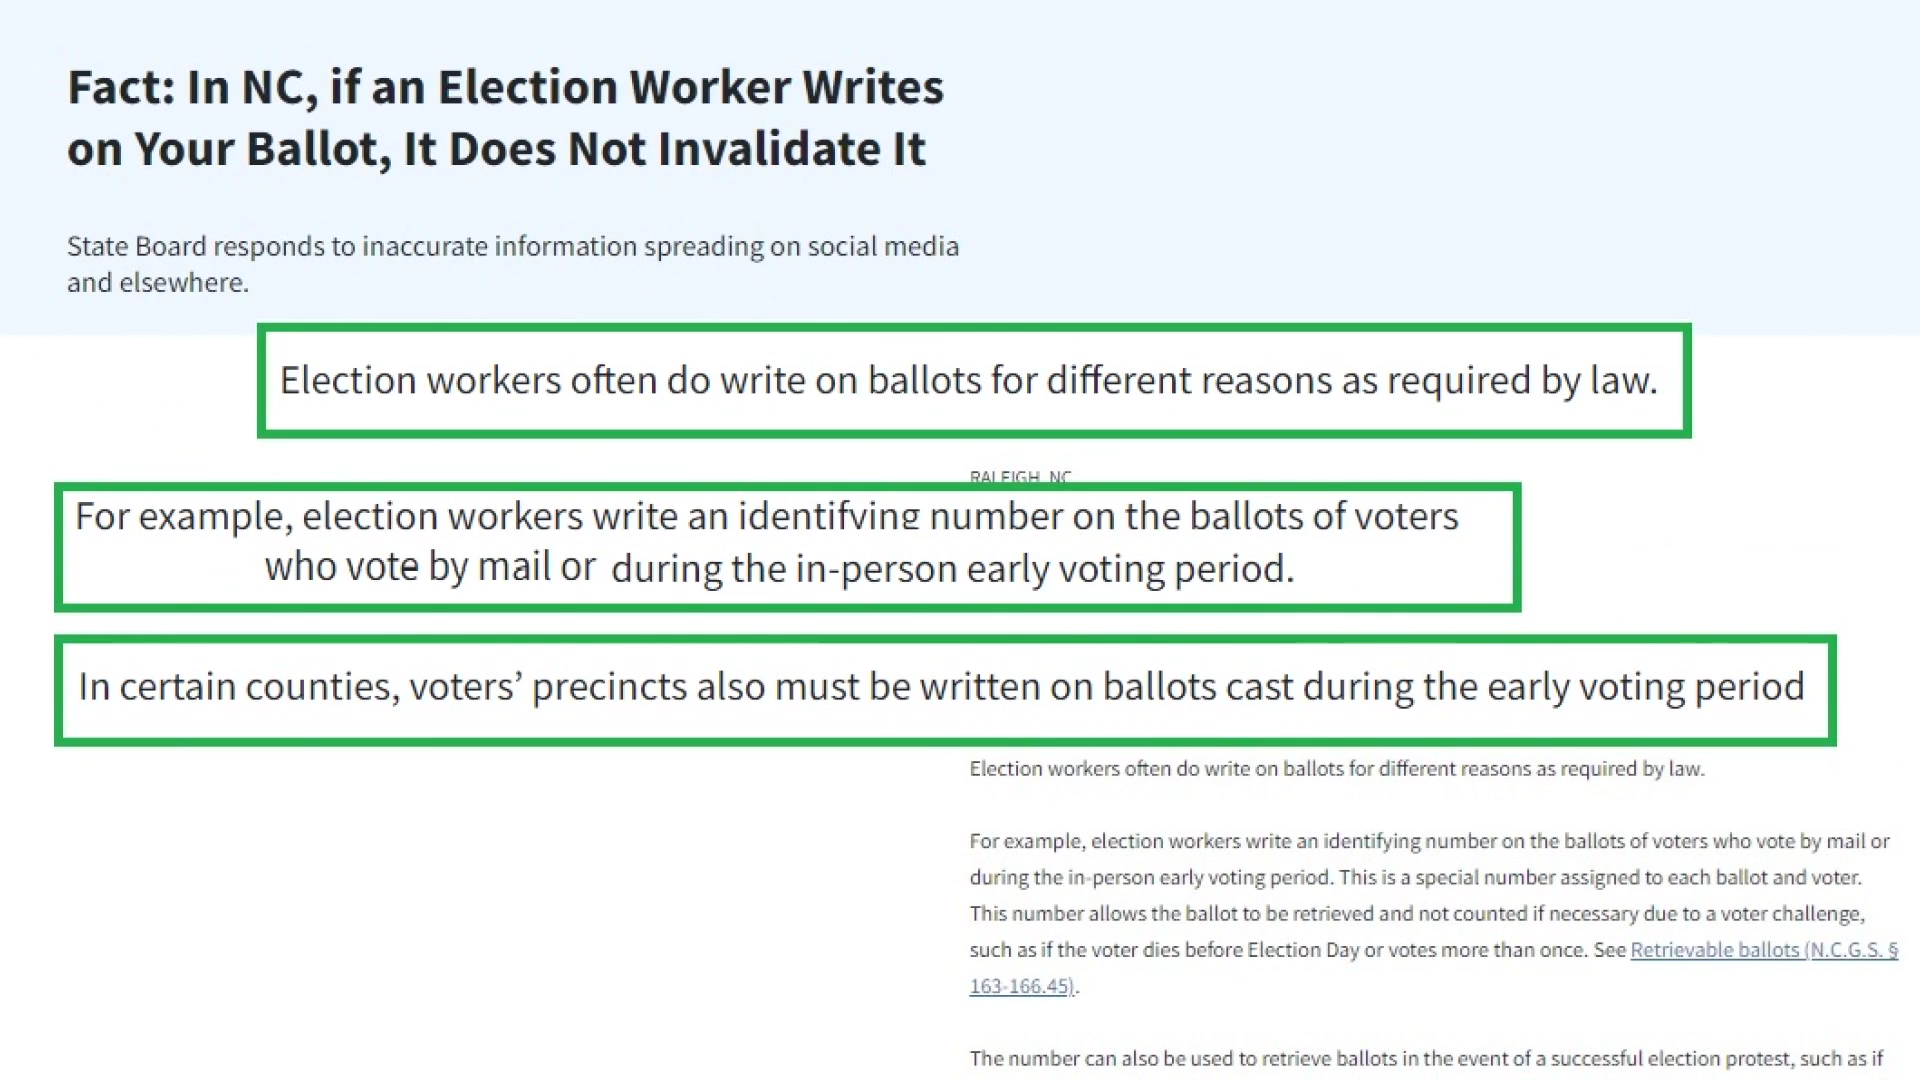 Fact: In NC, if an Election Worker Writes
on Your Ballot, It Does Not Invalidate It
State Board responds to inaccurate information spreading on social media
and elsewhere.
Election workers often do write on ballots for different reasons as required by law.
RALEIGH, NC
For example, election workers write an identifying number on the ballots of voters
who vote by mail or during the in-person early voting period.
In certain counties, voters’ precincts also must be written on ballots cast during the early voting period
Election workers often do write on ballots for different reasons as required by law.
For example, election workers write an identifying number on the ballots of voters who vote by mail or
during the in-person early voting period. This is a special number assigned to each ballot and voter.
This number allows the ballot to be retrieved and not counted if necessary due to a voter challenge,
such as if the voter dies before Election Day or votes more than once. See Retrievable ballots (N.C.G.S. §
163-166.45).
The number can also be used to retrieve ballots in the event of a successful election protest, such as if